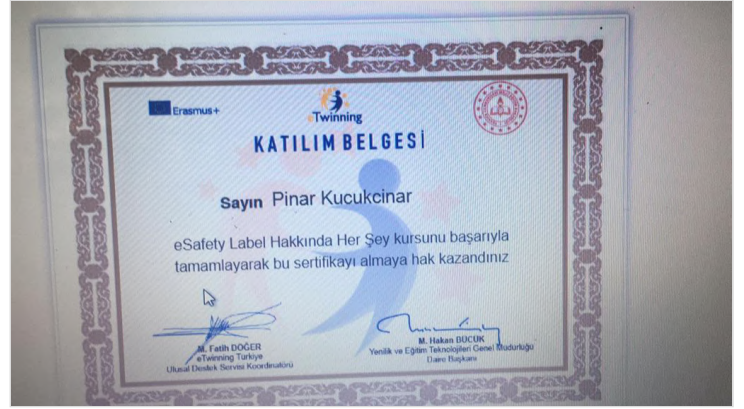 Erasmus+
eTwinning
KATILIM BELGESİ
Sayın Pinar Kucukcinar
eSafety Label Hakkında Her Şey kursunu başarıyla
tamamlayarak bu sertifikayı almaya hak kazandınız
M. Fatih DÖĞER
eTwinning Türkiye
Ulusal Destek Servisi Koordinatörü
M. Hakan BÜCÜK
Yenilik ve Eğitim Teknolojileri Genel Müdürlüğü
Daire Başkanı